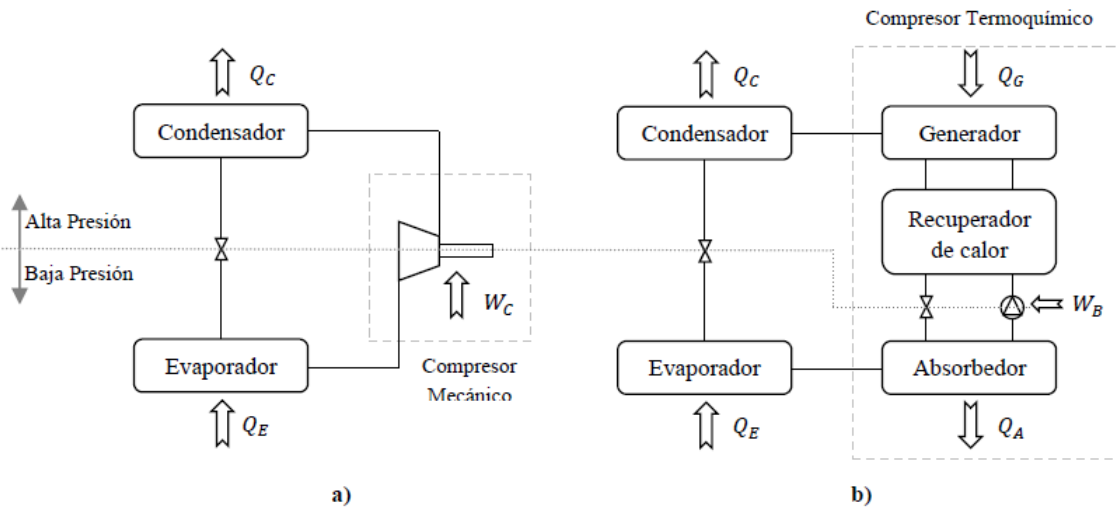 Compresor Termoquímico
Q_C
Q_C
Q_G
Condensador
Condensador
Generador
Alta Presión
Baja Presión
Recuperador
de calor
W_C
W_B
Evaporador
Compresor
Mecánico
Evaporador
Absorbedor
Q_E
Q_E
Q_A
a)
b)